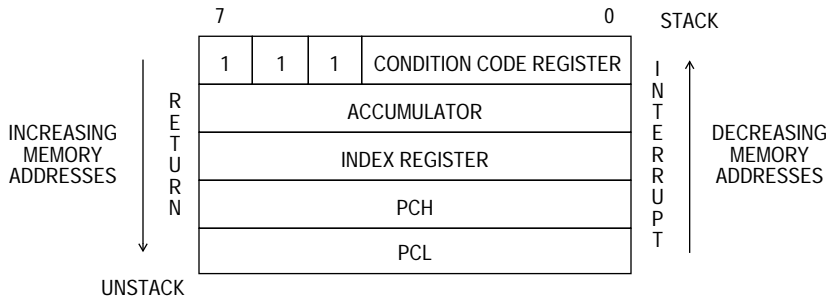 7 0 STACK
1 1 1 CONDITION CODE REGISTER
ACCUMULATOR
INDEX REGISTER
PCH
PCL
INCREASING
MEMORY
ADDRESSES
RETURN
INTERRUPT
DECREASING
MEMORY
ADDRESSES
UNSTACK